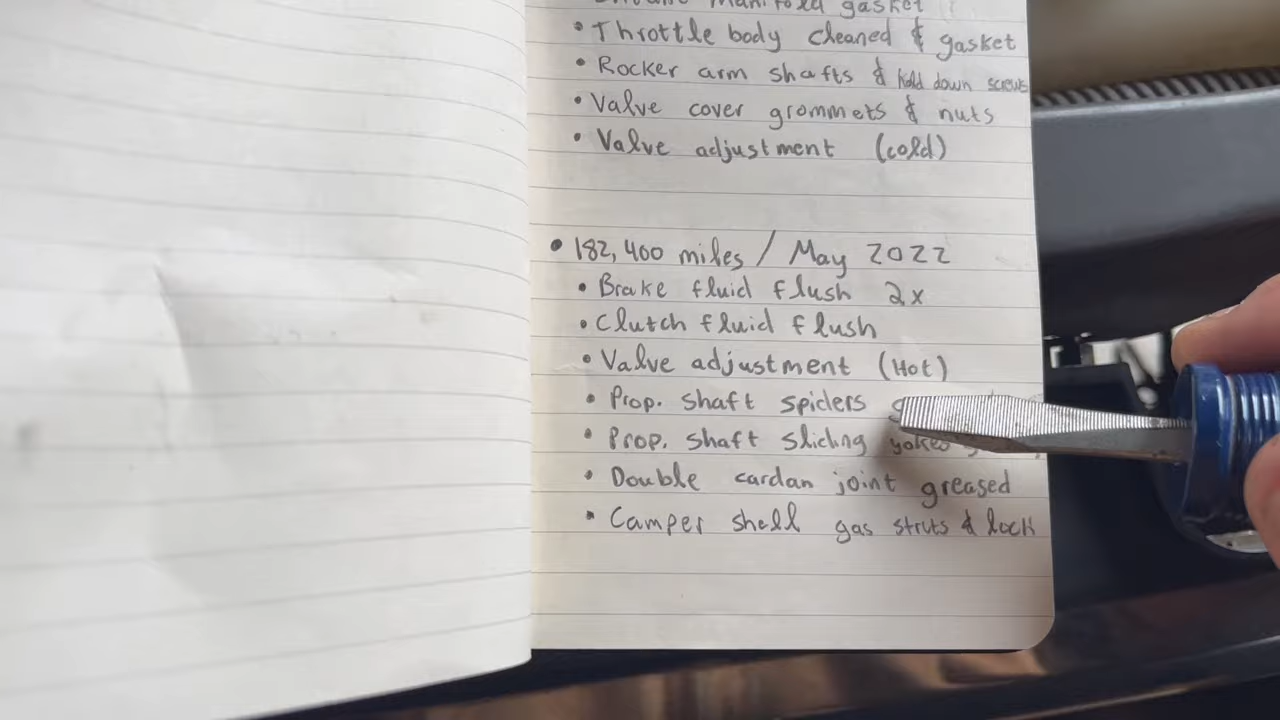 manifold gasket
• Throttle body cleaned & gasket
• Rocker arm shafts & hold down screws
• Valve cover grommets & nuts
• Valve adjustment (cold)
• 182,400 miles / May 2022
• Brake fluid flush 2x
• Clutch fluid flush
• Valve adjustment (Hot)
• Prop. shaft spiders
• Prop. shaft sliding yokes
• Double cardan joint greased
• Camper shell gas struts & lock